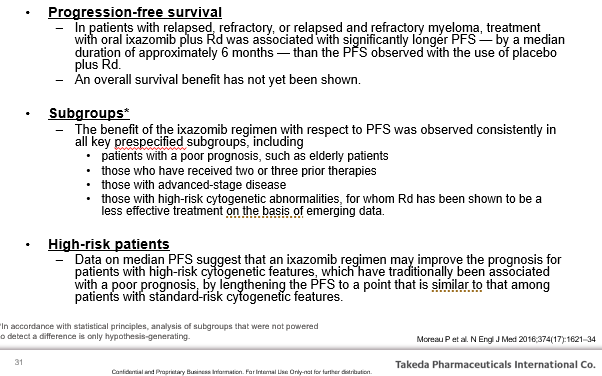 • Progression-free survival
– In patients with relapsed, refractory, or relapsed and refractory myeloma, treatment
with oral ixazomib plus Rd was associated with significantly longer PFS — by a median
duration of approximately 6 months — than the PFS observed with the use of placebo
plus Rd.
– An overall survival benefit has not yet been shown.
• Subgroups*
– The benefit of the ixazomib regimen with respect to PFS was observed consistently in
all key prespecified subgroups, including
• patients with a poor prognosis, such as elderly patients
• those who have received two or three prior therapies
• those with advanced-stage disease
• those with high-risk cytogenetic abnormalities, for whom Rd has been shown to be a
less effective treatment on the basis of emerging data.
• High-risk patients
– Data on median PFS suggest that an ixazomib regimen may improve the prognosis for
patients with high-risk cytogenetic features, which have traditionally been associated
with a poor prognosis, by lengthening the PFS to a point that is similar to that among
patients with standard-risk cytogenetic features.
*In accordance with statistical principles, analysis of subgroups that were not powered
o detect a difference is only hypothesis-generating.
Moreau P et al. N Engl J Med 2016;374(17):1621–34
31
Takeda Pharmaceuticals International Co.
Confidential and Proprietary Business Information. For Internal Use Only-not for further distribution.